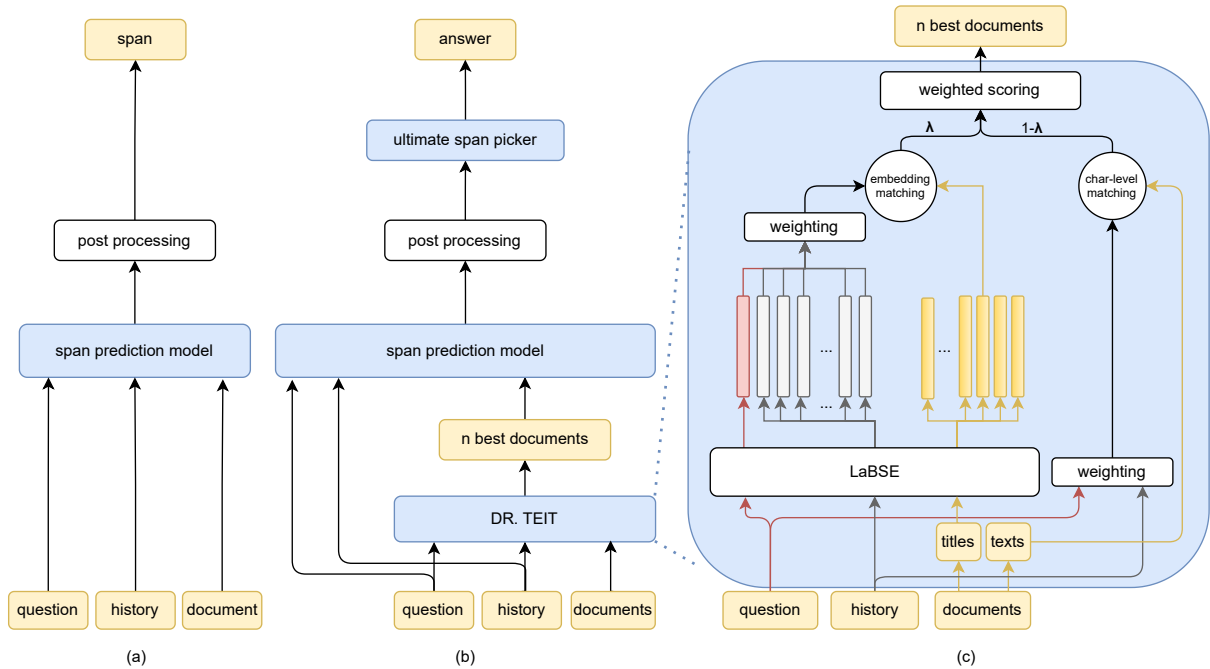 span
post processing
span prediction model
question
history
document
(a)
answer
ultimate span picker
post processing
span prediction model
n best documents
DR. TEIT
question
history
documents
(b)
n best documents
weighted scoring
λ
1-λ
embedding
matching
char-level
matching
weighting
...
...
...
LaBSE
weighting
titles
texts
question
history
documents
(c)